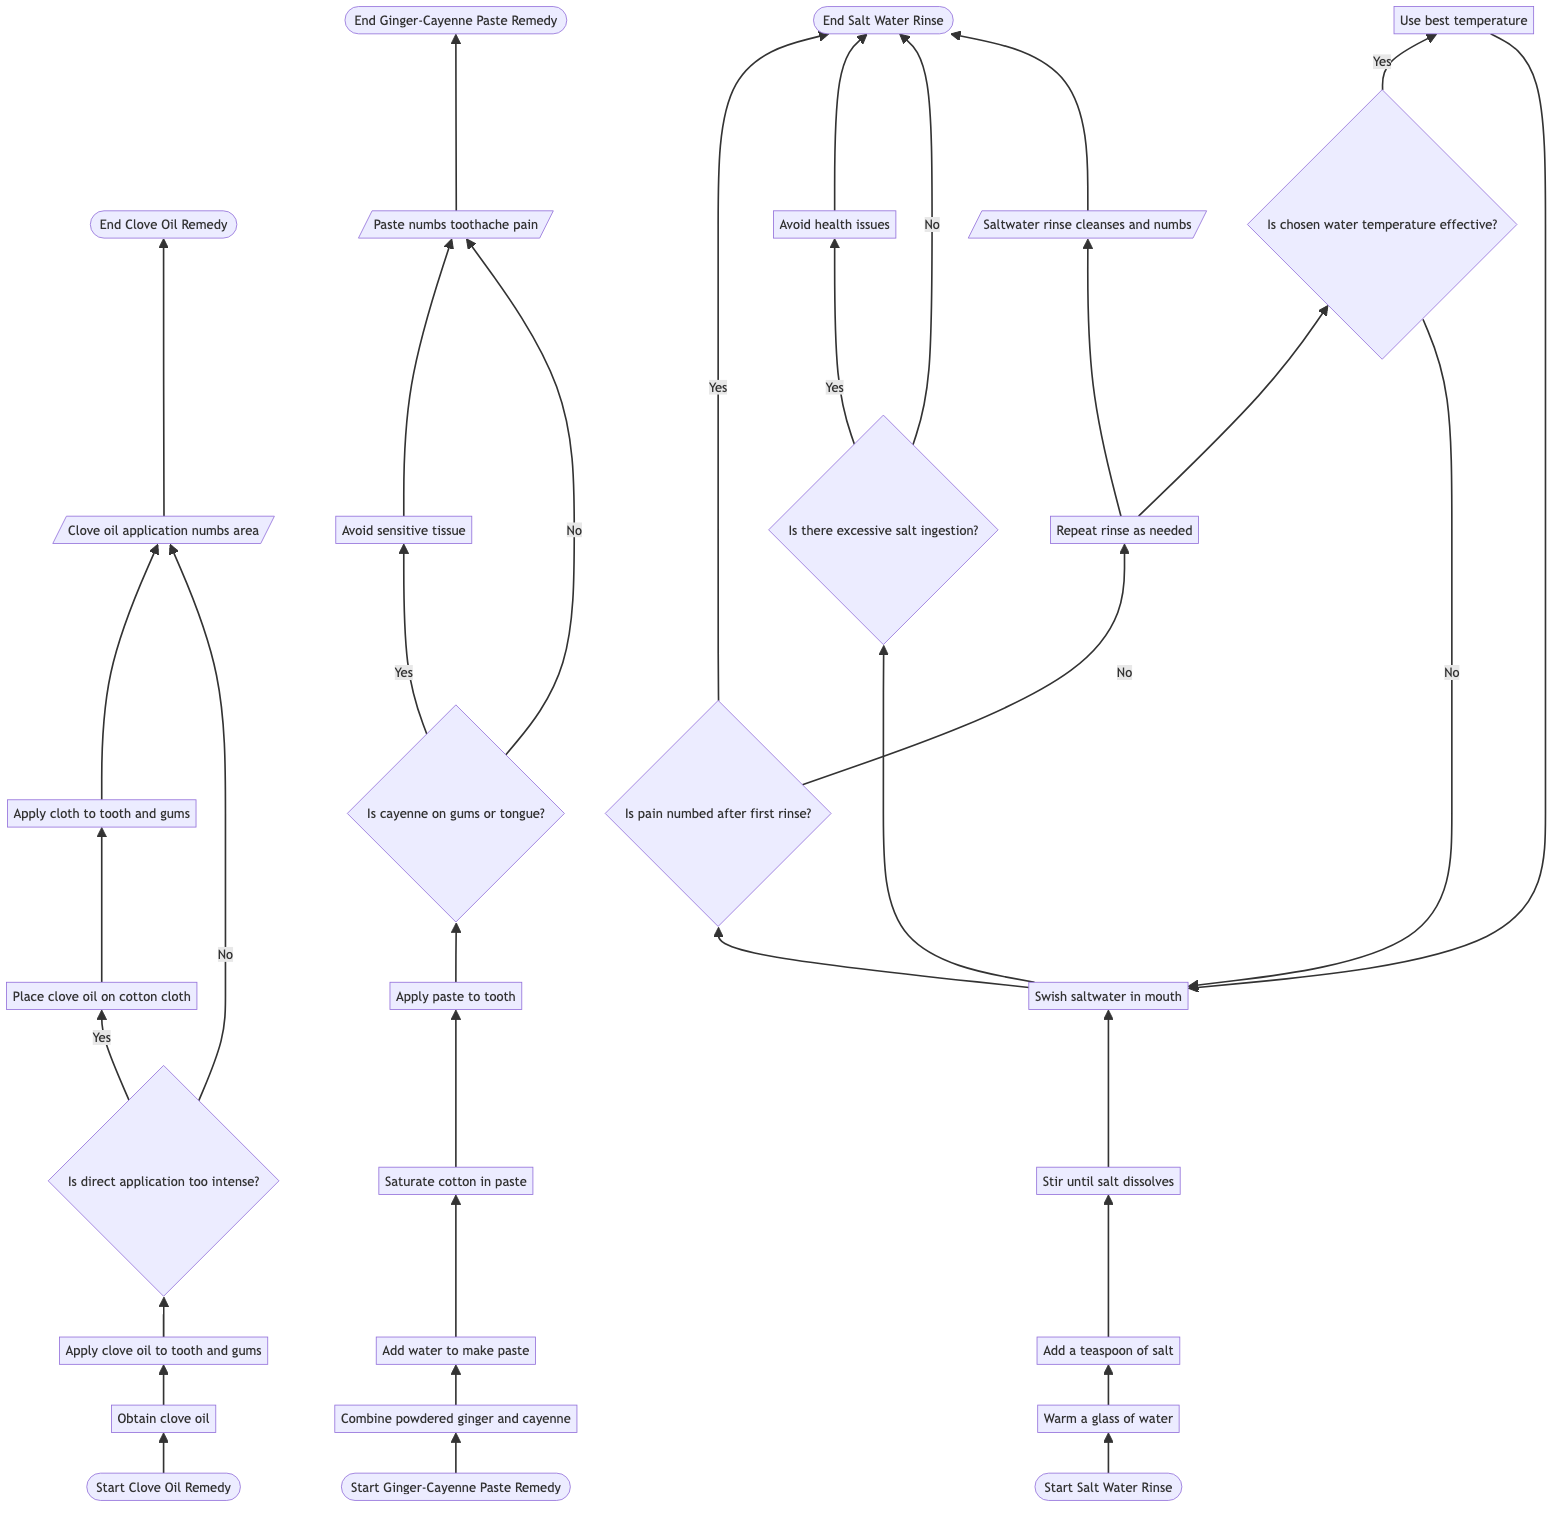 End Ginger-Cayenne Paste Remedy
End Salt Water Rinse
Use best temperature
Yes
End Clove Oil Remedy
Paste numbs toothache pain
Avoid health issues
No
Saltwater rinse cleanses and numbs
Is chosen water temperature effective?
Yes
Yes
Clove oil application numbs area
Avoid sensitive tissue
No
Is there excessive salt ingestion?
Repeat rinse as needed
Yes
No
No
Apply cloth to tooth and gums
Is cayenne on gums or tongue?
Is pain numbed after first rinse?
No
Place clove oil on cotton cloth
Apply paste to tooth
Swish saltwater in mouth
Yes
Is direct application too intense?
Saturate cotton in paste
Stir until salt dissolves
Apply clove oil to tooth and gums
Add water to make paste
Add a teaspoon of salt
Obtain clove oil
Combine powdered ginger and cayenne
Warm a glass of water
Start Clove Oil Remedy
Start Ginger-Cayenne Paste Remedy
Start Salt Water Rinse